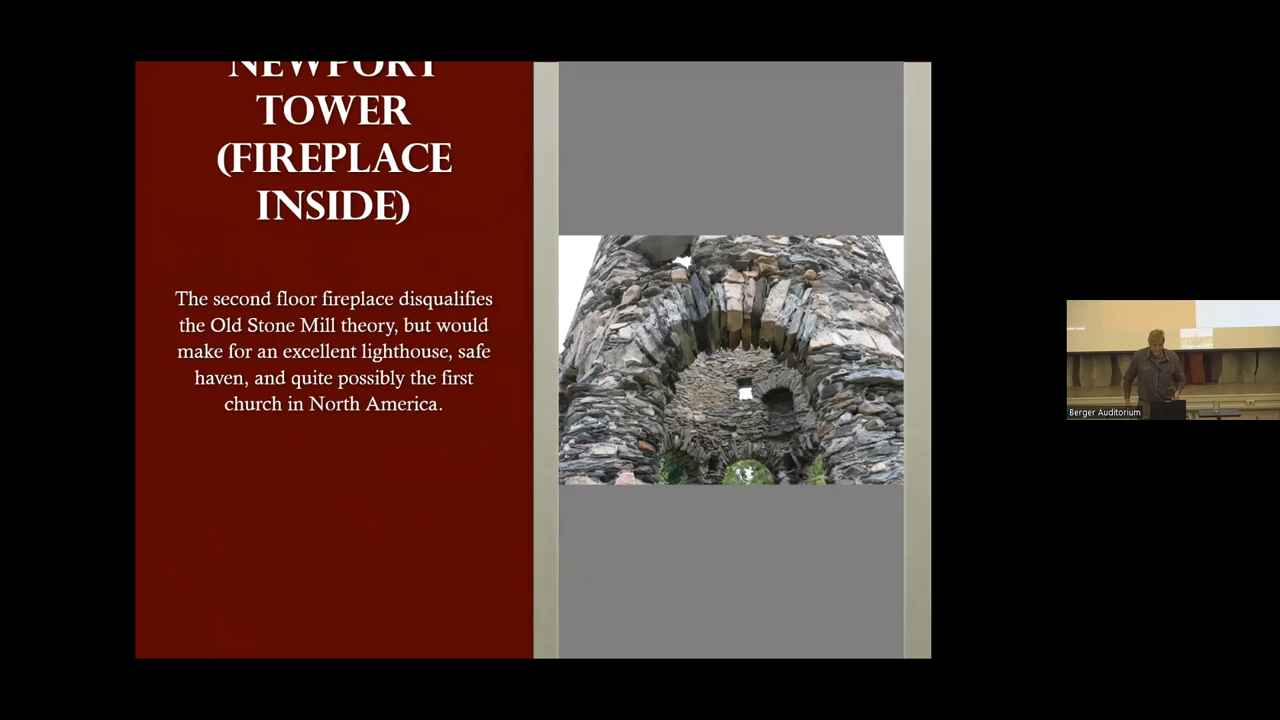 NEWPORT
TOWER
(FIREPLACE
INSIDE)
The second floor fireplace disqualifies
the Old Stone Mill theory, but would
make for an excellent lighthouse, safe
haven, and quite possibly the first
church in North America.
Berger Auditorium